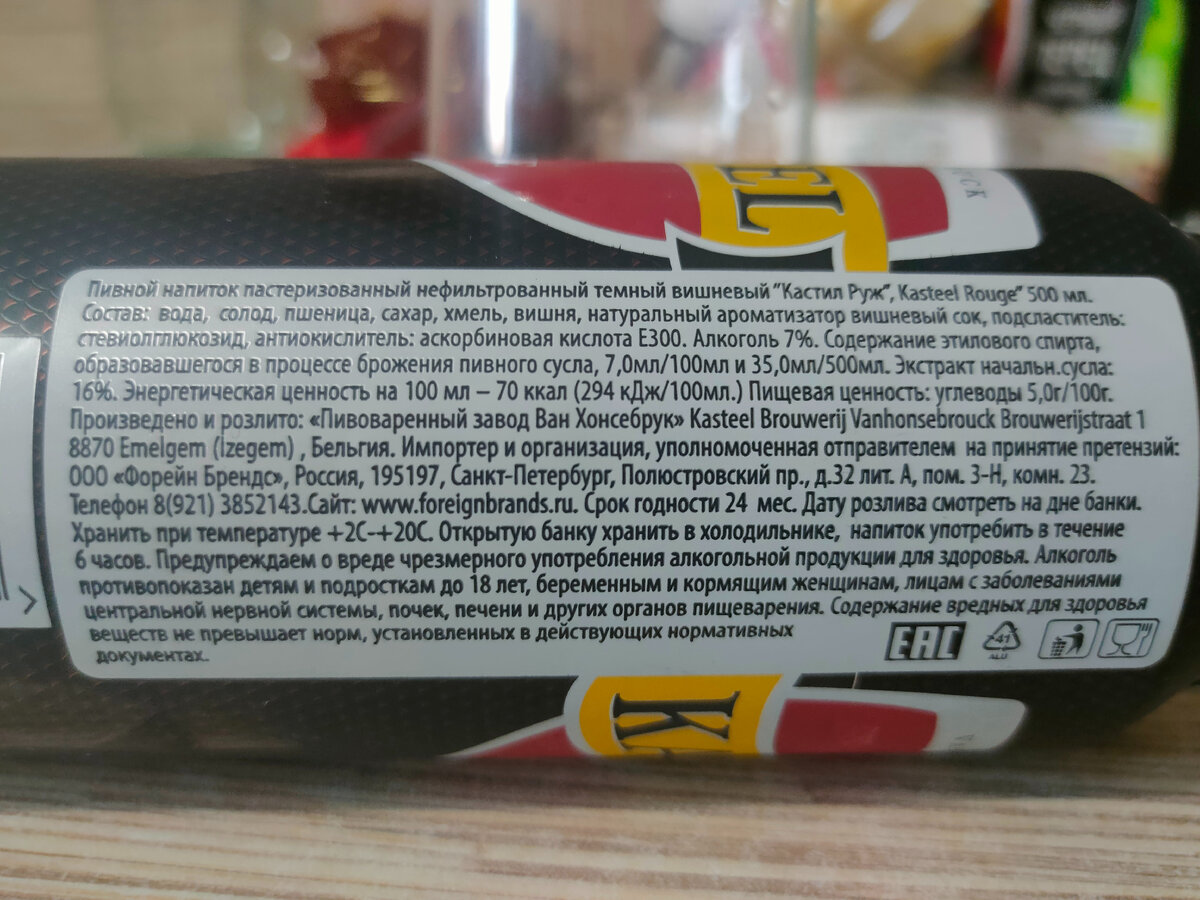 EL
UCK
Пивной напиток пастеризованный нефильтрованный темный вишневый "Кастил Руж", Kasteel Rouge" 500 мл.
Состав: вода, солод, пшеница, сахар, хмель, вишня, натуральный ароматизатор вишневый сок, подсластитель:
стевиолглюкозид, антиокислитель: аскорбиновая кислота Е300. Алкоголь 7%. Содержание этилового спирта,
образовавшегося в процессе брожения пивного сусла, 7,0мл/100мл и 35,0мл/500мл. Экстракт начальн.сусла:
16%. Энергетическая ценность на 100 мл – 70 ккал (294 кДж/100мл.) Пищевая ценность: углеводы 5,0г/100г.
Произведено и розлито: «Пивоваренный завод Ван Хонсебрук» Kasteel Brouwerij Vanhonsebrouck Brouwerijstraat 1
8870 Emelgem (Izegem) , Бельгия. Импортер и организация, уполномоченная отправителем на принятие претензий:
ООО «Форейн Брендс», Россия, 195197, Санкт-Петербург, Полюстровский пр., д.32 лит. А, пом. 3-Н, комн. 23.
Телефон 8(921) 3852143.Сайт: www.foreignbrands.ru. Срок годности 24 мес. Дату розлива смотреть на дне банки.
Хранить при температуре +2С-+20С. Открытую банку хранить в холодильнике, напиток употребить в течение
6 часов. Предупреждаем о вреде чрезмерного употребления алкогольной продукции для здоровья. Алкоголь
противопоказан детям и подросткам до 18 лет, беременным и кормящим женщинам, лицам с заболеваниями
центральной нервной системы, почек, печени и других органов пищеварения. Содержание вредных для здоровья
веществ не превышает норм, установленных в действующих нормативных
документах.
EAC
41
ALU
K